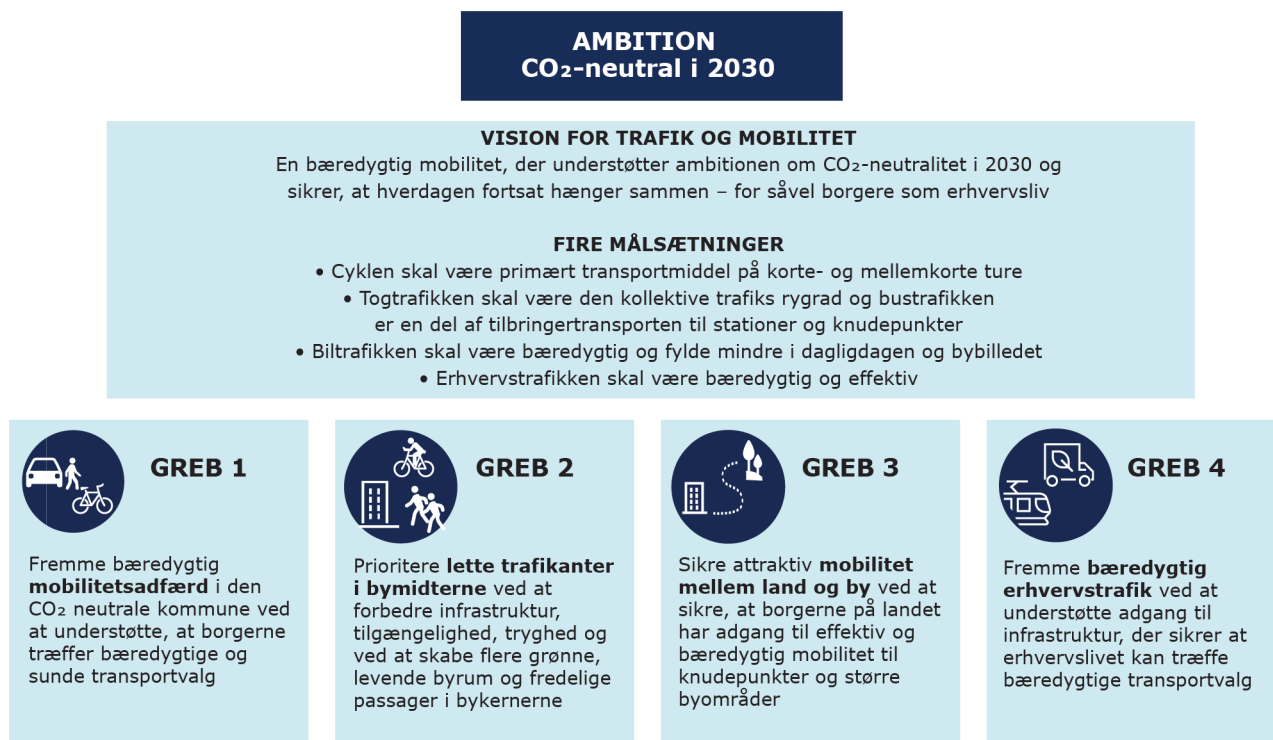 AMBITION
CO₂-neutral i 2030
VISION FOR TRAFIK OG MOBILITET
En bæredygtig mobilitet, der understøtter ambitionen om CO₂-neutralitet i 2030 og
sikrer, at hverdagen fortsat hænger sammen – for såvel borgere som erhvervsliv
FIRE MÅLSÆTNINGER
• Cyklen skal være primært transportmiddel på korte- og mellemkorte ture
• Togtrafikken skal være den kollektive trafiks rygrad og bustrafikken
er en del af tilbringertransporten til stationer og knudepunkter
• Biltrafikken skal være bæredygtig og fylde mindre i dagligdagen og bybilledet
• Erhvervstrafikken skal være bæredygtig og effektiv
GREB 1
Fremme bæredygtig
mobilitetsadfærd i den
CO₂ neutrale kommune ved
at understøtte, at borgerne
træffer bæredygtige og
sunde transportvalg
GREB 2
Prioritere lette trafikanter
i bymidterne ved at
forbedre infrastruktur,
tilgængelighed, tryghed og
ved at skabe flere grønne,
levende byrum og fredelige
passager i bykernerne
GREB 3
Sikre attraktiv mobilitet
mellem land og by ved at
sikre, at borgerne på landet
har adgang til effektiv og
bæredygtig mobilitet til
knudepunkter og større
byområder
GREB 4
Fremme bæredygtig
erhvervstrafik ved at
understøtte adgang til
infrastruktur, der sikrer at
erhvervslivet kan træffe
bæredygtige transportvalg